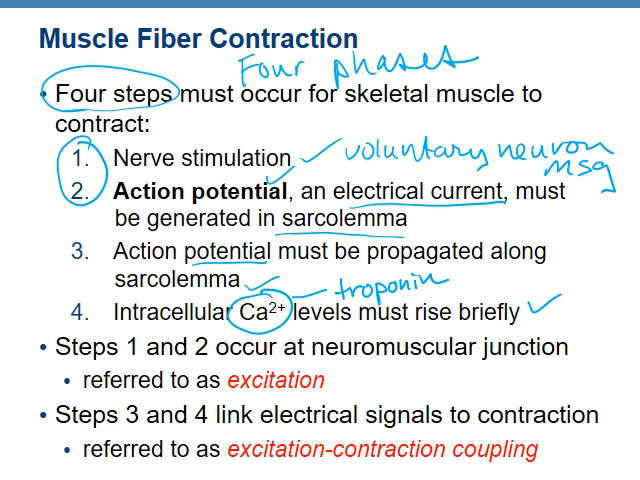 Muscle Fiber Contraction
Four phases
• Four steps must occur for skeletal muscle to
contract:
1. Nerve stimulation voluntary neuron
msg
2. Action potential, an electrical current, must
be generated in sarcolemma
3. Action potential must be propagated along
sarcolemma
troponin
4. Intracellular Ca²⁺ levels must rise briefly
• Steps 1 and 2 occur at neuromuscular junction
• referred to as excitation
• Steps 3 and 4 link electrical signals to contraction
• referred to as excitation-contraction coupling